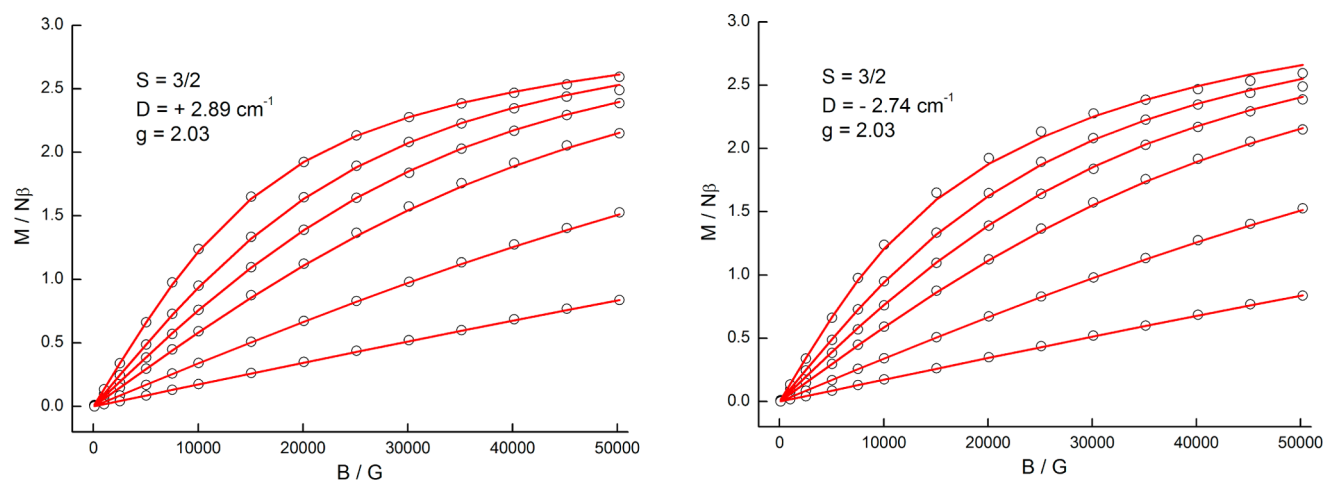 3.0
2.5
2.0
1.5
1.0
0.5
0.0
M / Nβ
S = 3/2
D = + 2.89 cm⁻¹
g = 2.03
0 10000 20000 30000 40000 50000
B / G
3.0
2.5
2.0
1.5
1.0
0.5
0.0
M / Nβ
S = 3/2
D = - 2.74 cm⁻¹
g = 2.03
0 10000 20000 30000 40000 50000
B / G